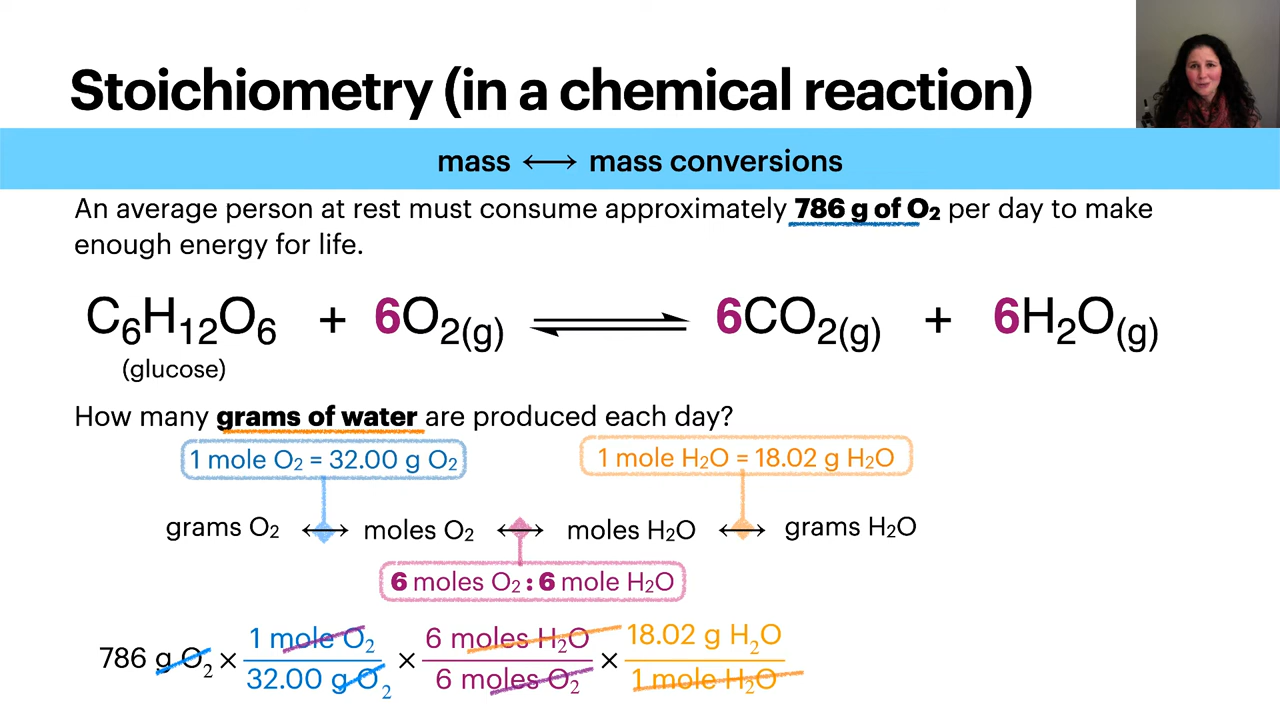 Stoichiometry (in a chemical reaction)
mass ⟷ mass conversions
An average person at rest must consume approximately 786 g of O₂ per day to make
enough energy for life.
C₆H₁₂O₆ + 6O₂(g) ⇌ 6CO₂(g) + 6H₂O(g)
(glucose)
How many grams of water are produced each day?
1 mole O₂ = 32.00 g O₂
1 mole H₂O = 18.02 g H₂O
grams O₂ ⟷ moles O₂ ⟷ moles H₂O ⟷ grams H₂O
6 moles O₂ : 6 mole H₂O
786 g O₂ × 1 mole O₂ / 32.00 g O₂ × 6 moles H₂O / 6 moles O₂ × 18.02 g H₂O / 1 mole H₂O